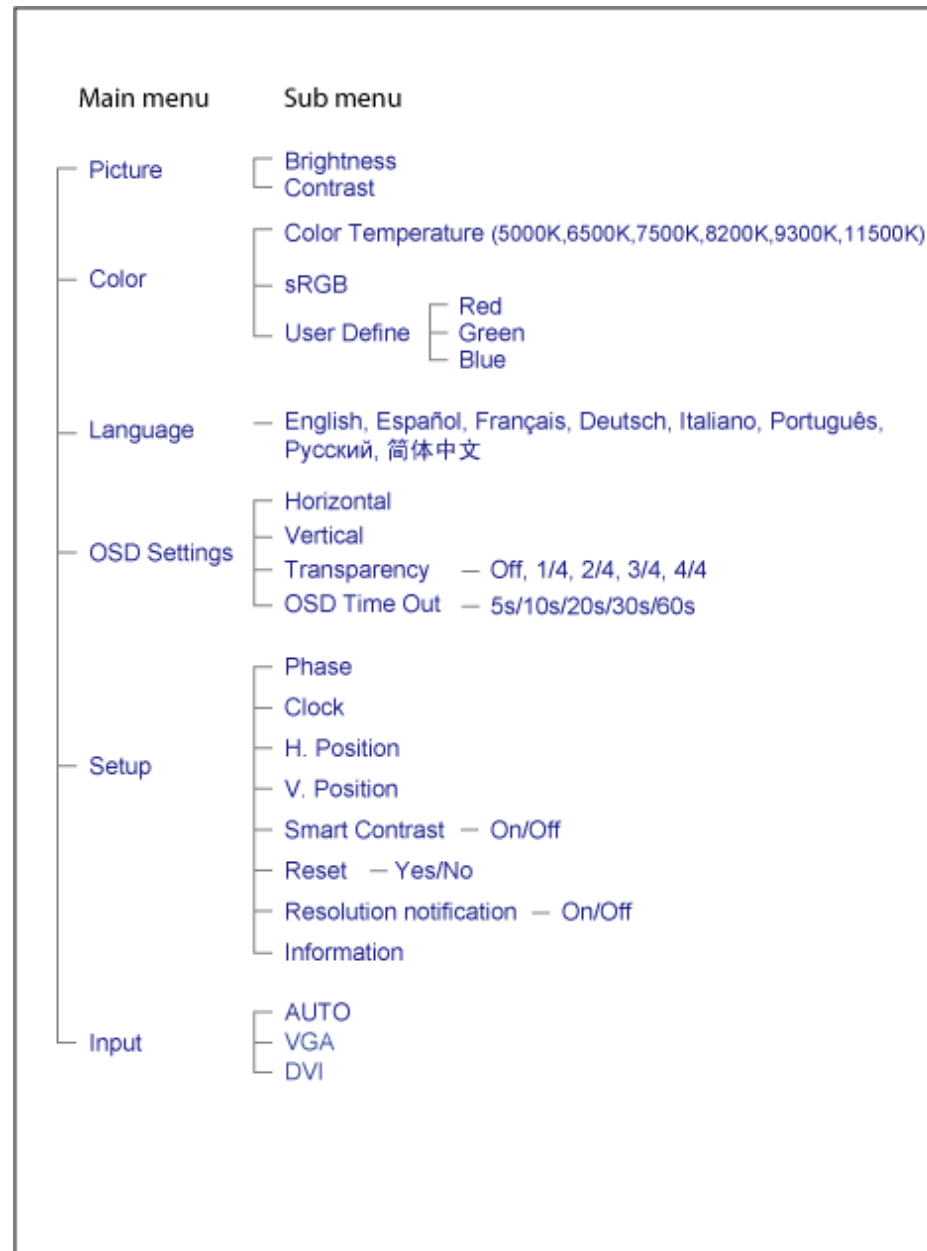 Main menu Sub menu
Picture Brightness
Contrast
Color Temperature (5000K,6500K,7500K,8200K,9300K,11500K)
Color sRGB
Red
User Define Green
Blue
Language English, Español, Français, Deutsch, Italiano, Português,
Русский, 简体中文
Horizontal
Vertical
OSD Settings
Transparency — Off, 1/4, 2/4, 3/4, 4/4
OSD Time Out — 5s/10s/20s/30s/60s
Phase
Clock
H. Position
Setup
V. Position
Smart Contrast — On/Off
Reset — Yes/No
Resolution notification — On/Off
Information
AUTO
Input VGA
DVI